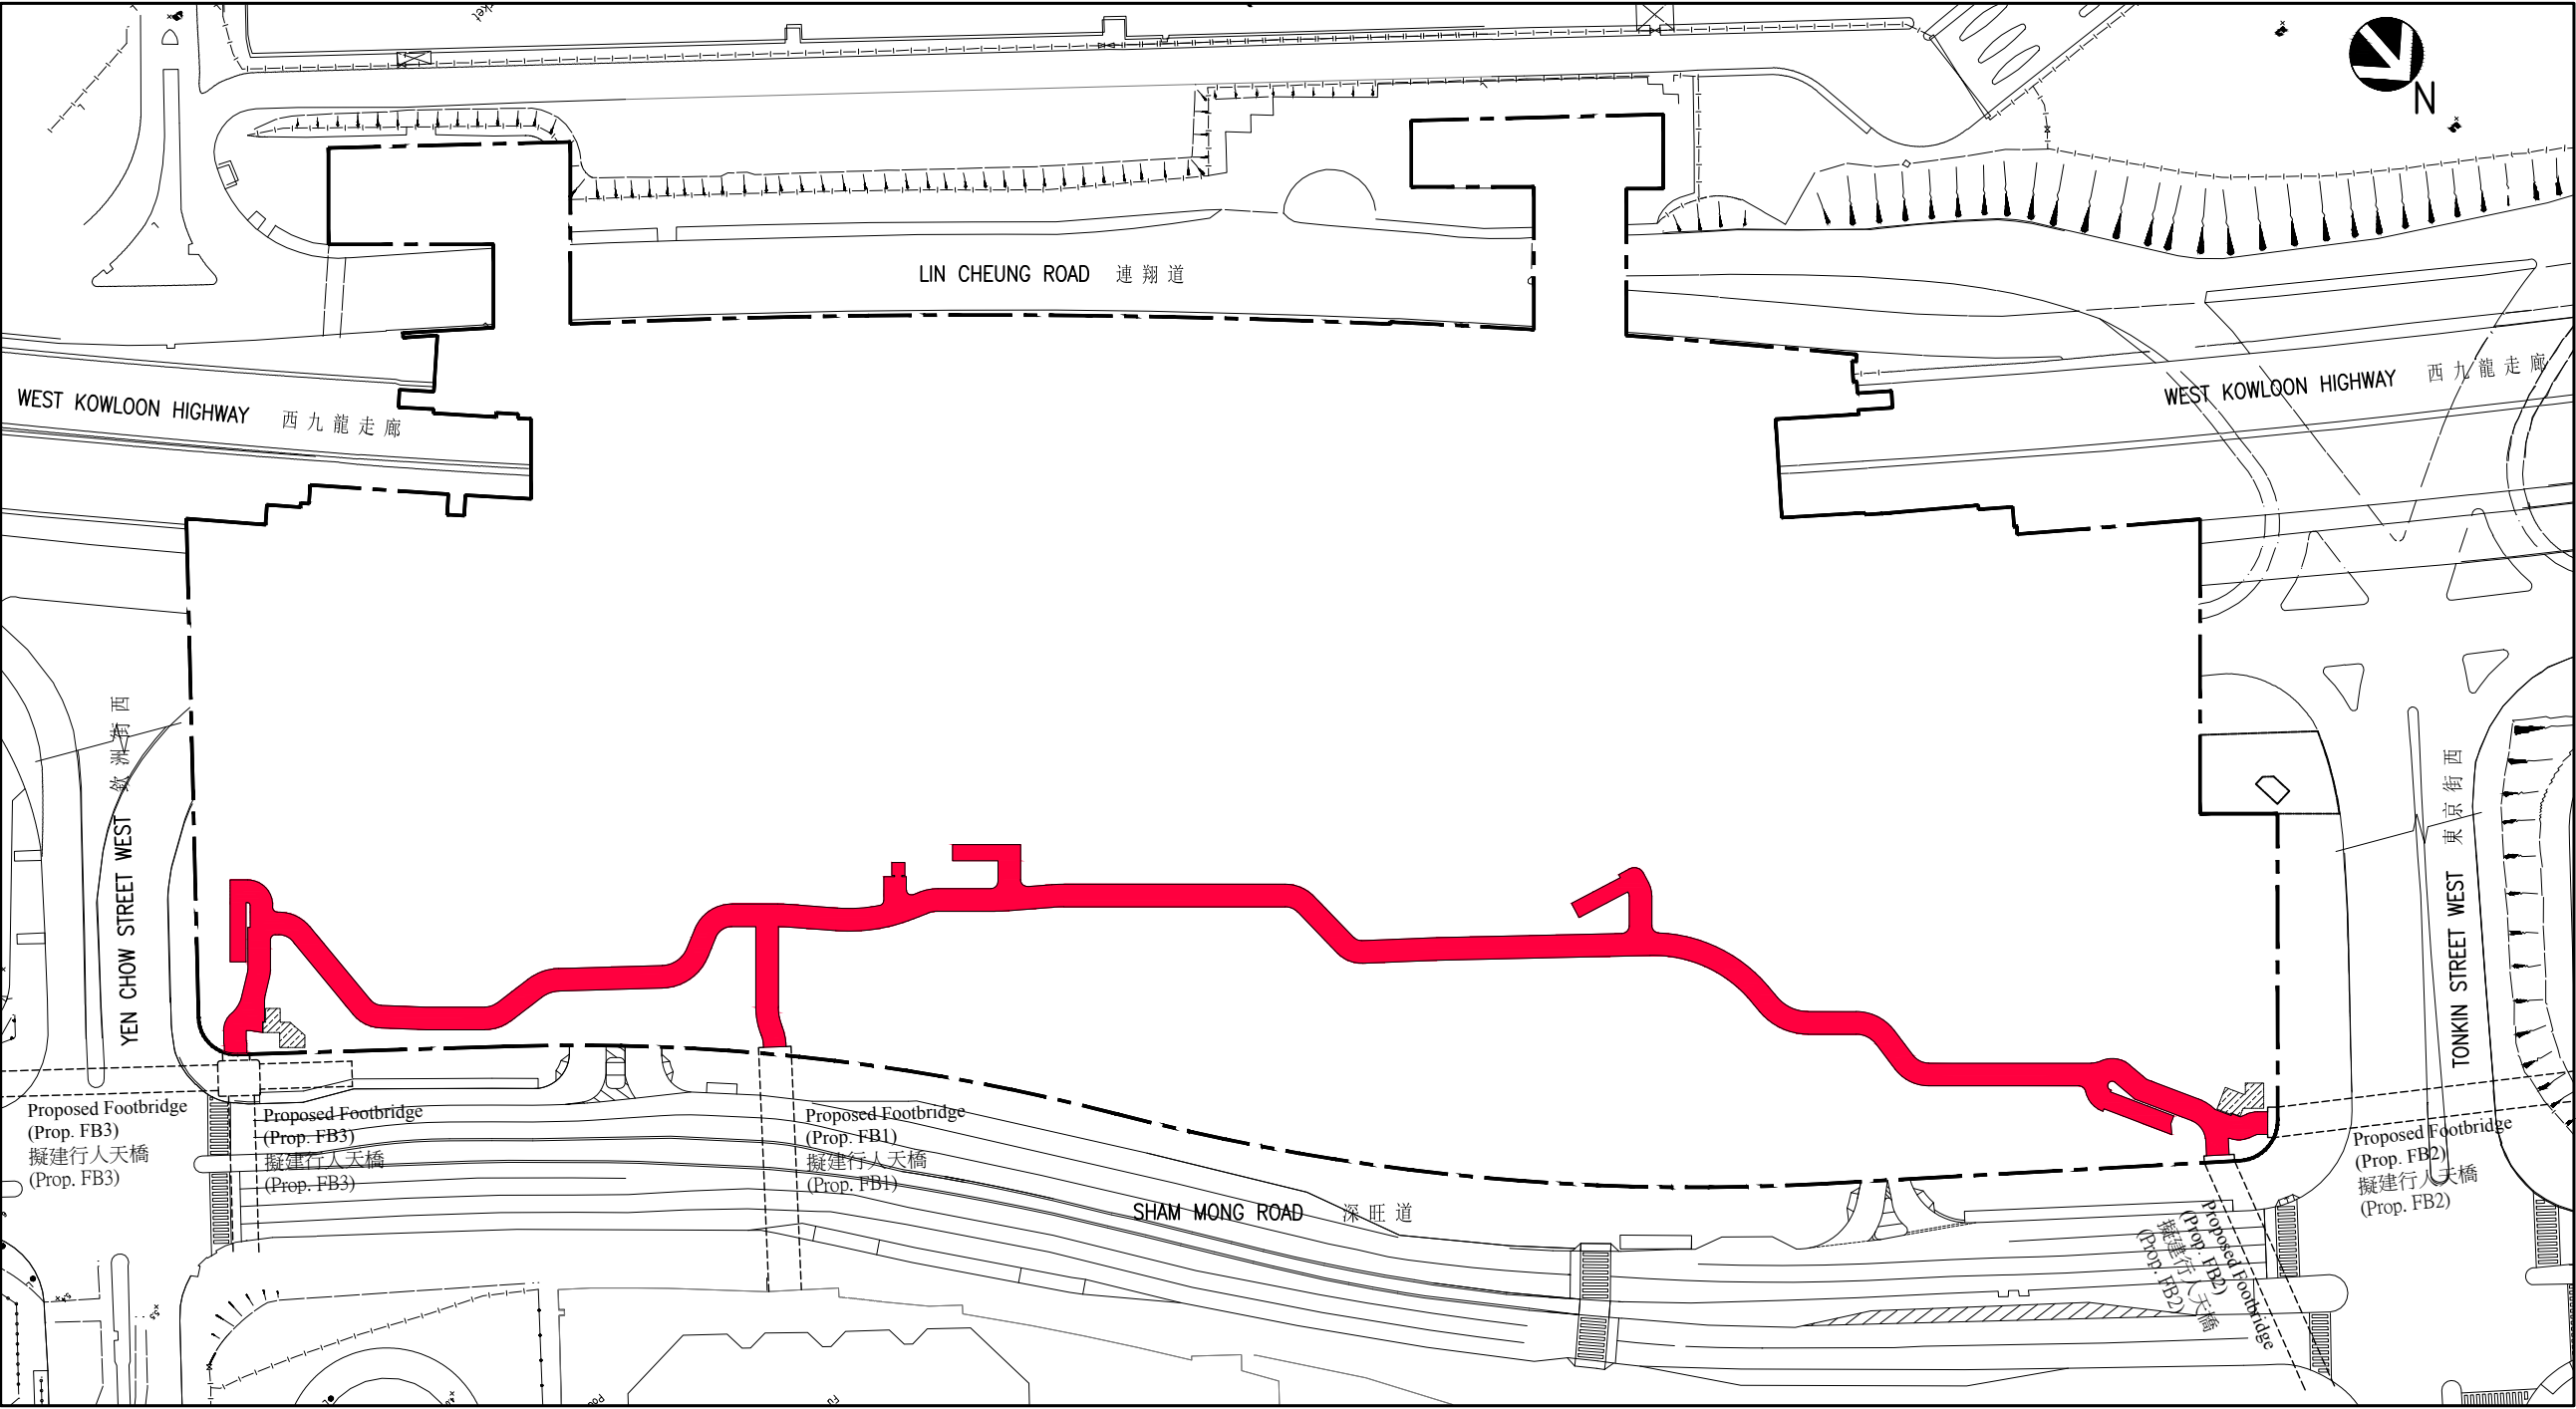 N
LIN CHEUNG ROAD 連翔道
WEST KOWLOON HIGHWAY 西九龍走廊
WEST KOWLOON HIGHWAY 西九龍走廊
YEN CHOW STREET WEST 欽洲街西
TONKIN STREET WEST 東京街西
Proposed Footbridge
(Prop. FB3)
擬建行人天橋
(Prop. FB3)
Proposed Footbridge
(Prop. FB3)
擬建行人天橋
(Prop. FB3)
Proposed Footbridge
(Prop. FB1)
擬建行人天橋
(Prop. FB1)
SHAM MONG ROAD 深旺道
Proposed Footbridge
(Prop. FB2)
擬建行人天橋
(Prop. FB2)
Proposed Footbridge
(Prop. FB2)
擬建行人天橋
(Prop. FB2)